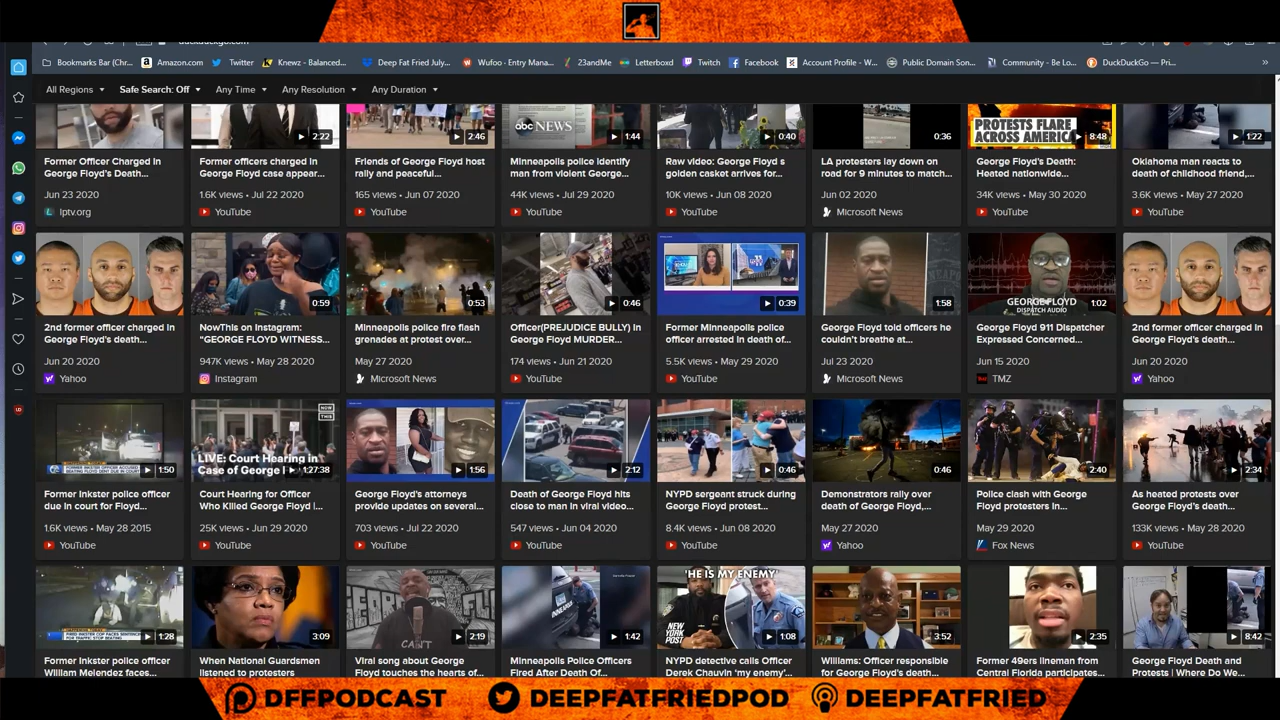 duckduckgo.com
Bookmarks Bar (Chr...
Amazon.com
Twitter
Knewz - Balanced...
Deep Fat Fried July...
Wufoo - Entry Mana...
23andMe
Letterboxd
Twitch
Facebook
Account Profile - W...
Public Domain Son...
Community - Be Lo...
DuckDuckGo — Pri...
»
All Regions
Safe Search: Off
Any Time
Any Resolution
Any Duration
2:22
2:46
abc NEWS
1:44
0:40
0:36
PROTESTS FLARE
ACROSS AMERICA
8:48
1:22
Former Officer Charged in
George Floyd's Death...
Jun 23 2020
Iptv.org
Former officers charged in
George Floyd case appear...
1.6K views • Jul 22 2020
YouTube
Friends of George Floyd host
rally and peaceful...
165 views • Jun 07 2020
YouTube
Minneapolis police identify
man from violent George...
44K views • Jul 29 2020
YouTube
Raw video: George Floyd s
golden casket arrives for...
10K views • Jun 08 2020
YouTube
LA protesters lay down on
road for 9 minutes to match...
Jun 02 2020
Microsoft News
George Floyd's Death:
Heated nationwide...
34K views • May 30 2020
YouTube
Oklahoma man reacts to
death of childhood friend,...
3.6K views • May 27 2020
YouTube
0:59
0:53
0:46
0:39
1:58
GEORGE FLOYD
DISPATCH AUDIO
1:02
2nd former officer charged in
George Floyd's death...
Jun 20 2020
Yahoo
NowThis on Instagram:
“GEORGE FLOYD WITNESS...
947K views • May 28 2020
Instagram
Minneapolis police fire flash
grenades at protest over...
May 27 2020
Microsoft News
Officer(PREJUDICE BULLY) in
George Floyd MURDER...
174 views • Jun 21 2020
YouTube
Former Minneapolis police
officer arrested in death of...
5.5K views • May 29 2020
YouTube
George Floyd told officers he
couldn't breathe at...
Jul 23 2020
Microsoft News
George Floyd 911 Dispatcher
Expressed Concerned...
Jun 15 2020
TMZ
2nd former officer charged in
George Floyd's death...
Jun 20 2020
Yahoo
1:50
NOW
THIS
LIVE: Court Hearing in
Case of George
1:27:38
1:56
2:12
0:46
0:46
2:40
2:34
Former Inkster police officer
due in court for Floyd...
1.6K views • May 28 2015
YouTube
Court Hearing for Officer
Who Killed George Floyd |...
25K views • Jun 29 2020
YouTube
George Floyd's attorneys
provide updates on several...
703 views • Jul 22 2020
YouTube
Death of George Floyd hits
close to man in viral video...
547 views • Jun 04 2020
YouTube
NYPD sergeant struck during
George Floyd protest...
8.4K views • Jun 08 2020
YouTube
Demonstrators rally over
death of George Floyd,...
May 27 2020
Yahoo
Police clash with George
Floyd protesters in...
May 29 2020
Fox News
As heated protests over
George Floyd's death...
133K views • May 28 2020
YouTube
1:28
3:09
2:19
1:42
'HE IS MY ENEMY'
NEW YORK POST
1:08
3:52
2:35
8:42
Former Inkster police officer
William Melendez faces...
When National Guardsmen
listened to protesters
Viral song about George
Floyd touches the hearts of...
Minneapolis Police Officers
Fired After Death Of...
NYPD detective calls Officer
Derek Chauvin 'my enemy'...
Williams: Officer responsible
for George Floyd's death...
Former 49ers lineman from
Central Florida participates...
George Floyd Death and
Protests | Where Do We...
DFFPODCAST
DEEPFATFRIEDPOD
DEEPFATFRIED